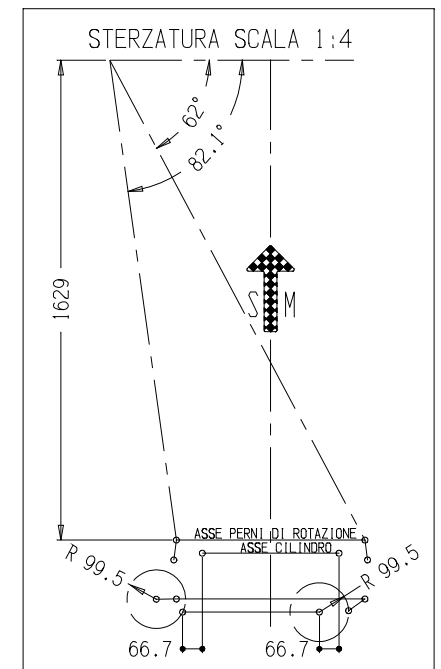 STERZATURA SCALA 1:4
62°
82.1°
1629
S M
ASSE PERNI DI ROTAZIONE
ASSE CILINDRO
R 99.5
R 99.5
66.7
66.7